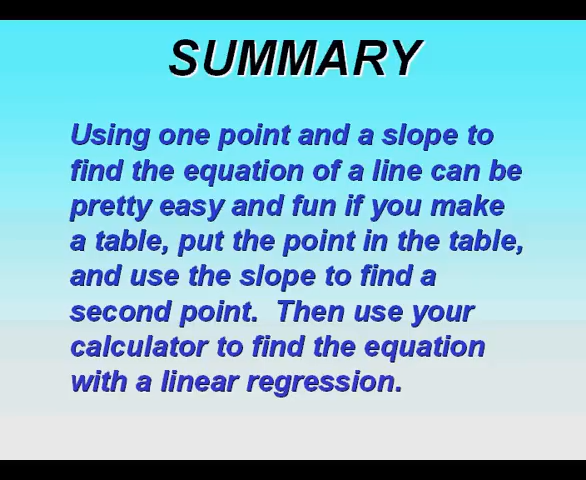 SUMMARY
Using one point and a slope to
find the equation of a line can be
pretty easy and fun if you make
a table, put the point in the table,
and use the slope to find a
second point.  Then use your
calculator to find the equation
with a linear regression.